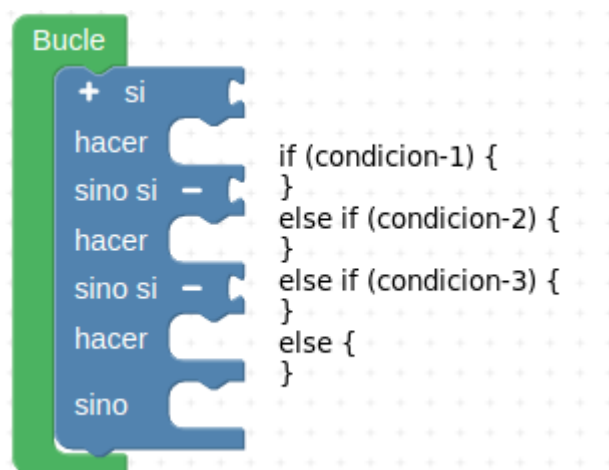 Bucle
+ si
hacer
sino si −
hacer
sino si −
hacer
sino
if (condicion-1) {
}
else if (condicion-2) {
}
else if (condicion-3) {
}
else {
}